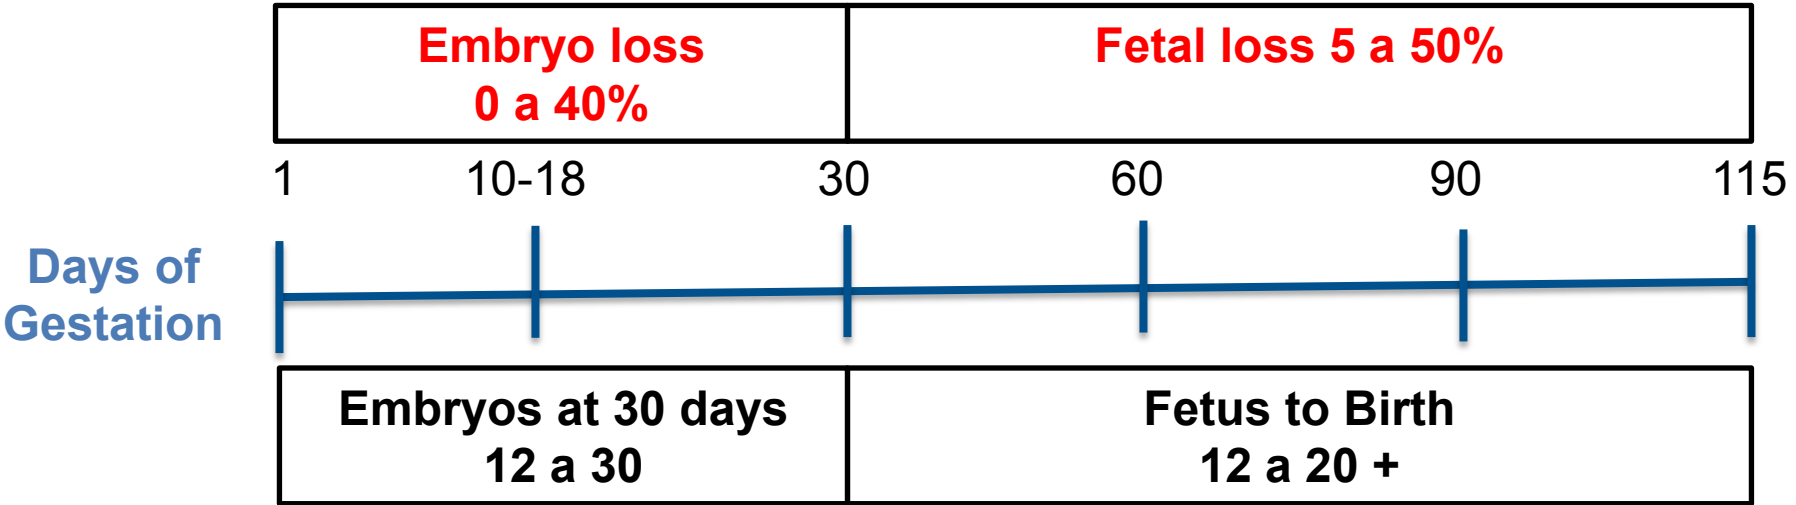 Embryo loss
0 a 40%
Fetal loss 5 a 50%
1 10-18 30 60 90 115
Days of
Gestation
Embryos at 30 days
12 a 30
Fetus to Birth
12 a 20 +